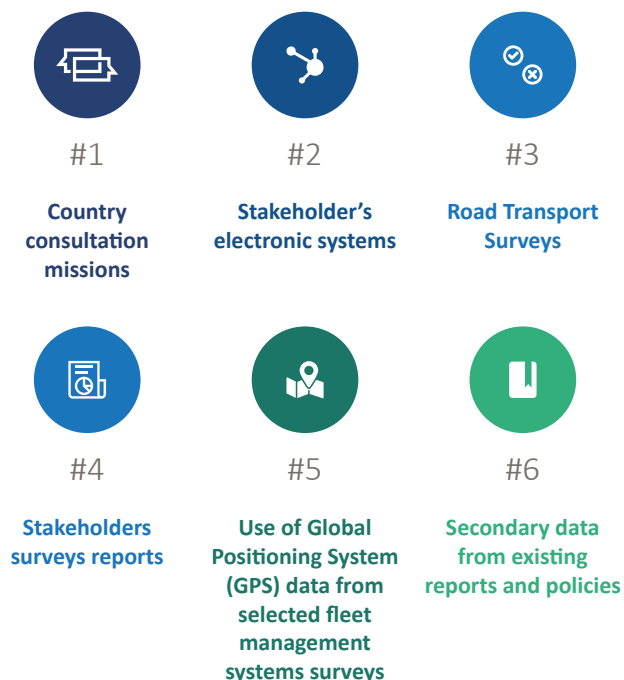 #1
Country
consultation
missions
#2
Stakeholder’s
electronic systems
#3
Road Transport
Surveys
#4
Stakeholders
surveys reports
#5
Use of Global
Positioning System
(GPS) data from
selected fleet
management
systems surveys
#6
Secondary data
from existing
reports and policies